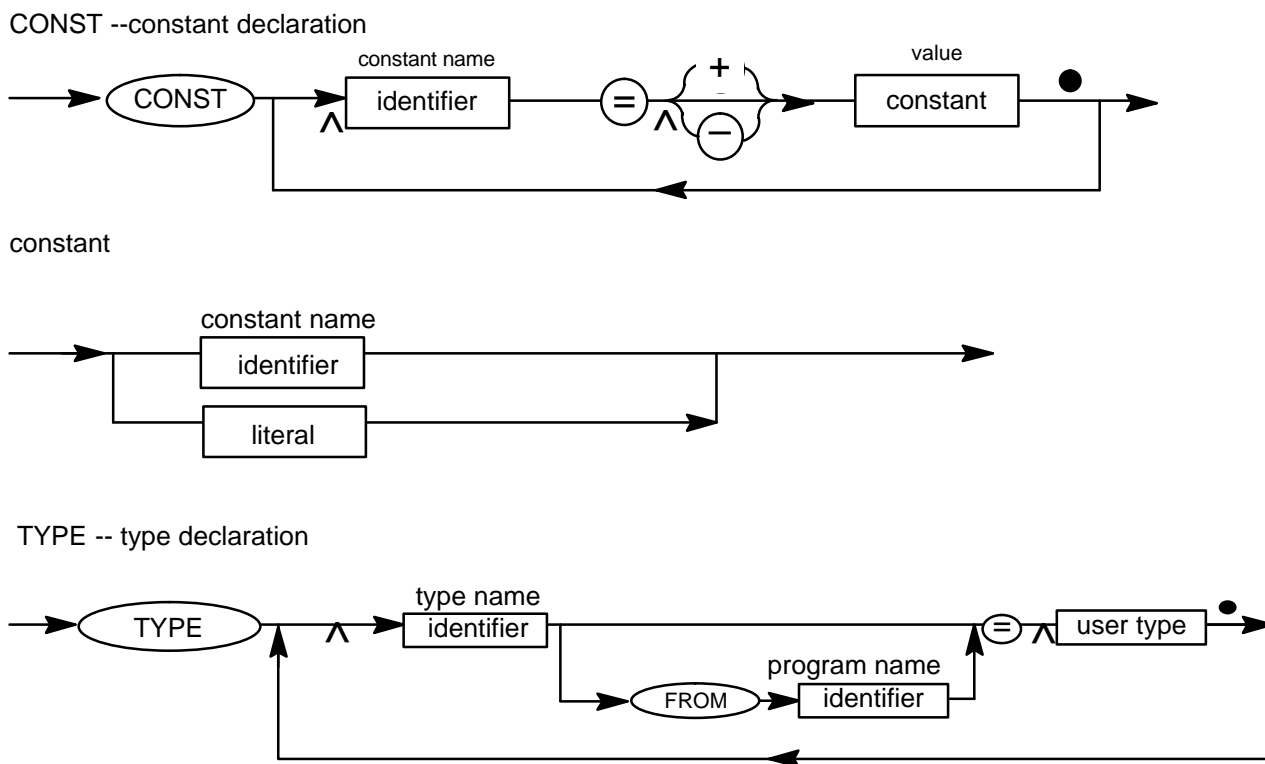 CONST --constant declaration
constant name
value
CONST
identifier
=
+
−
constant
^
^
constant
constant name
identifier
literal
TYPE -- type declaration
type name
TYPE
^
identifier
=
^
user type
program name
FROM
identifier